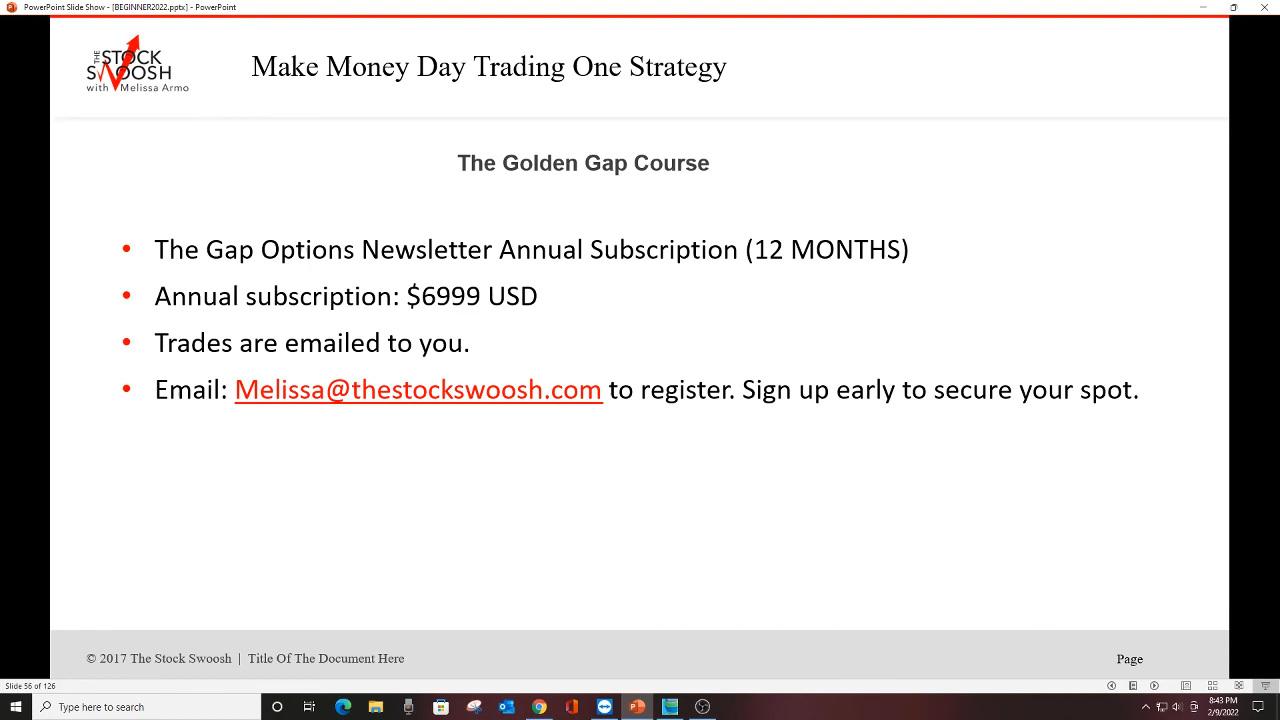 PowerPoint Slide Show - [BEGINNER2022.pptx] - PowerPoint
THE STOCK SWOOSH
with Melissa Armo
Make Money Day Trading One Strategy
The Golden Gap Course
• The Gap Options Newsletter Annual Subscription (12 MONTHS)
• Annual subscription: $6999 USD
• Trades are emailed to you.
• Email: Melissa@thestockswoosh.com to register. Sign up early to secure your spot.
© 2017 The Stock Swoosh | Title Of The Document Here
Page
Slide 56 of 126
Type here to search
8:43 PM
2/9/2022